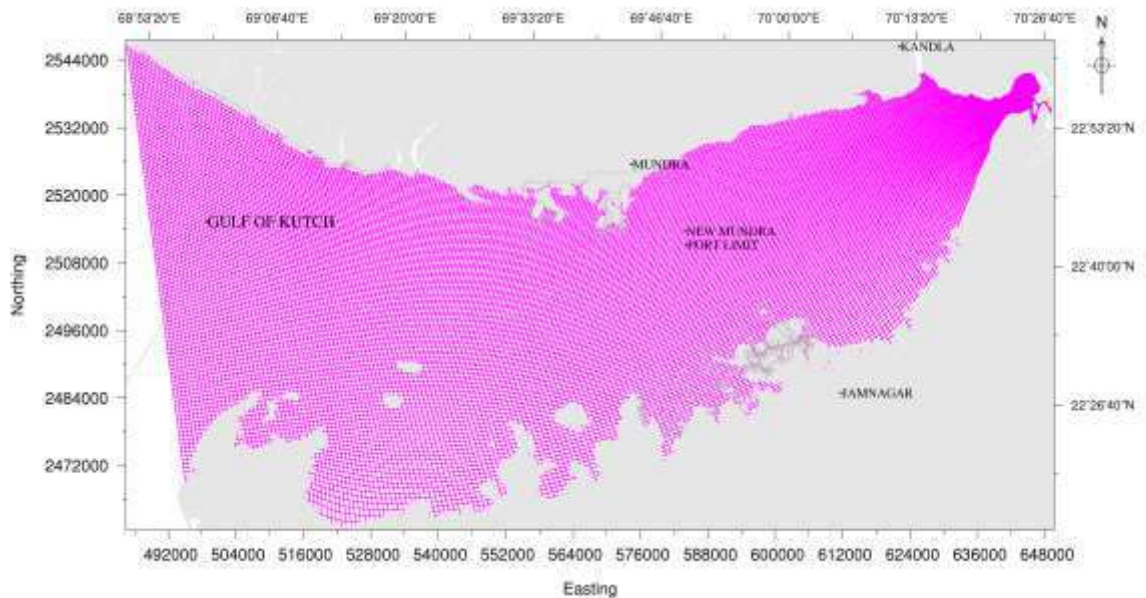 68°53'20"E 69°06'40"E 69°20'00"E 69°33'20"E 69°46'40"E 70°00'00"E 70°13'20"E 70°26'40"E
N
KANDLA
2544000
2532000
22°53'20"N
MUNDRA
2520000
GULF OF KUTCH
NEW MUNDRA
PORT LIMIT
2508000
22°40'00"N
Northing
2496000
2484000
JAMNAGAR
22°26'40"N
2472000
492000 504000 516000 528000 540000 552000 564000 576000 588000 600000 612000 624000 636000 648000
Easting